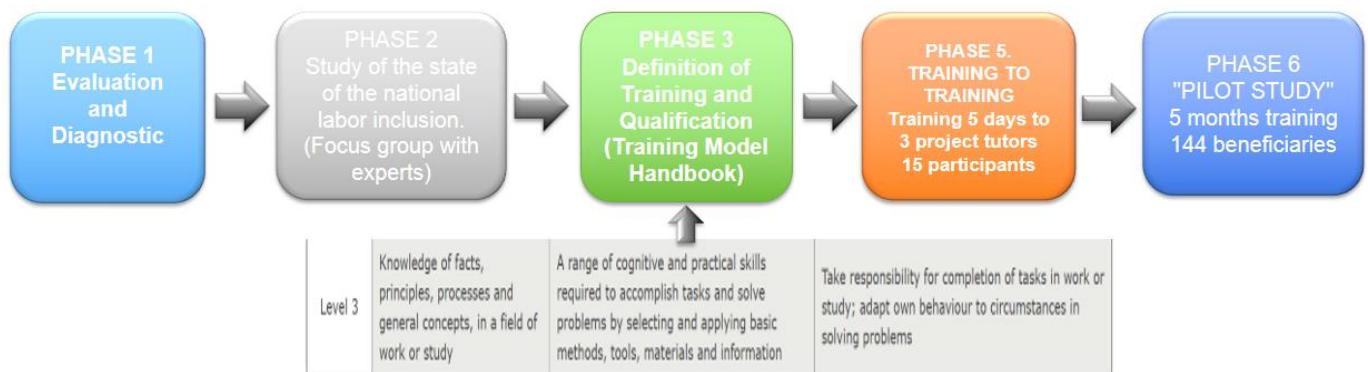 PHASE 1
Evaluation
and
Diagnostic
PHASE 2
Study of the state
of the national
labor inclusion.
(Focus group with
experts)
PHASE 3
Definition of
Training and
Qualification
(Training Model
Handbook)
PHASE 5.
TRAINING TO
TRAINING
Training 5 days to
3 project tutors
15 participants
PHASE 6
"PILOT STUDY"
5 months training
144 beneficiaries
Level 3
Knowledge of facts,
principles, processes and
general concepts, in a field of
work or study
A range of cognitive and practical skills
required to accomplish tasks and solve
problems by selecting and applying basic
methods, tools, materials and information
Take responsibility for completion of tasks in work or
study; adapt own behaviour to circumstances in
solving problems